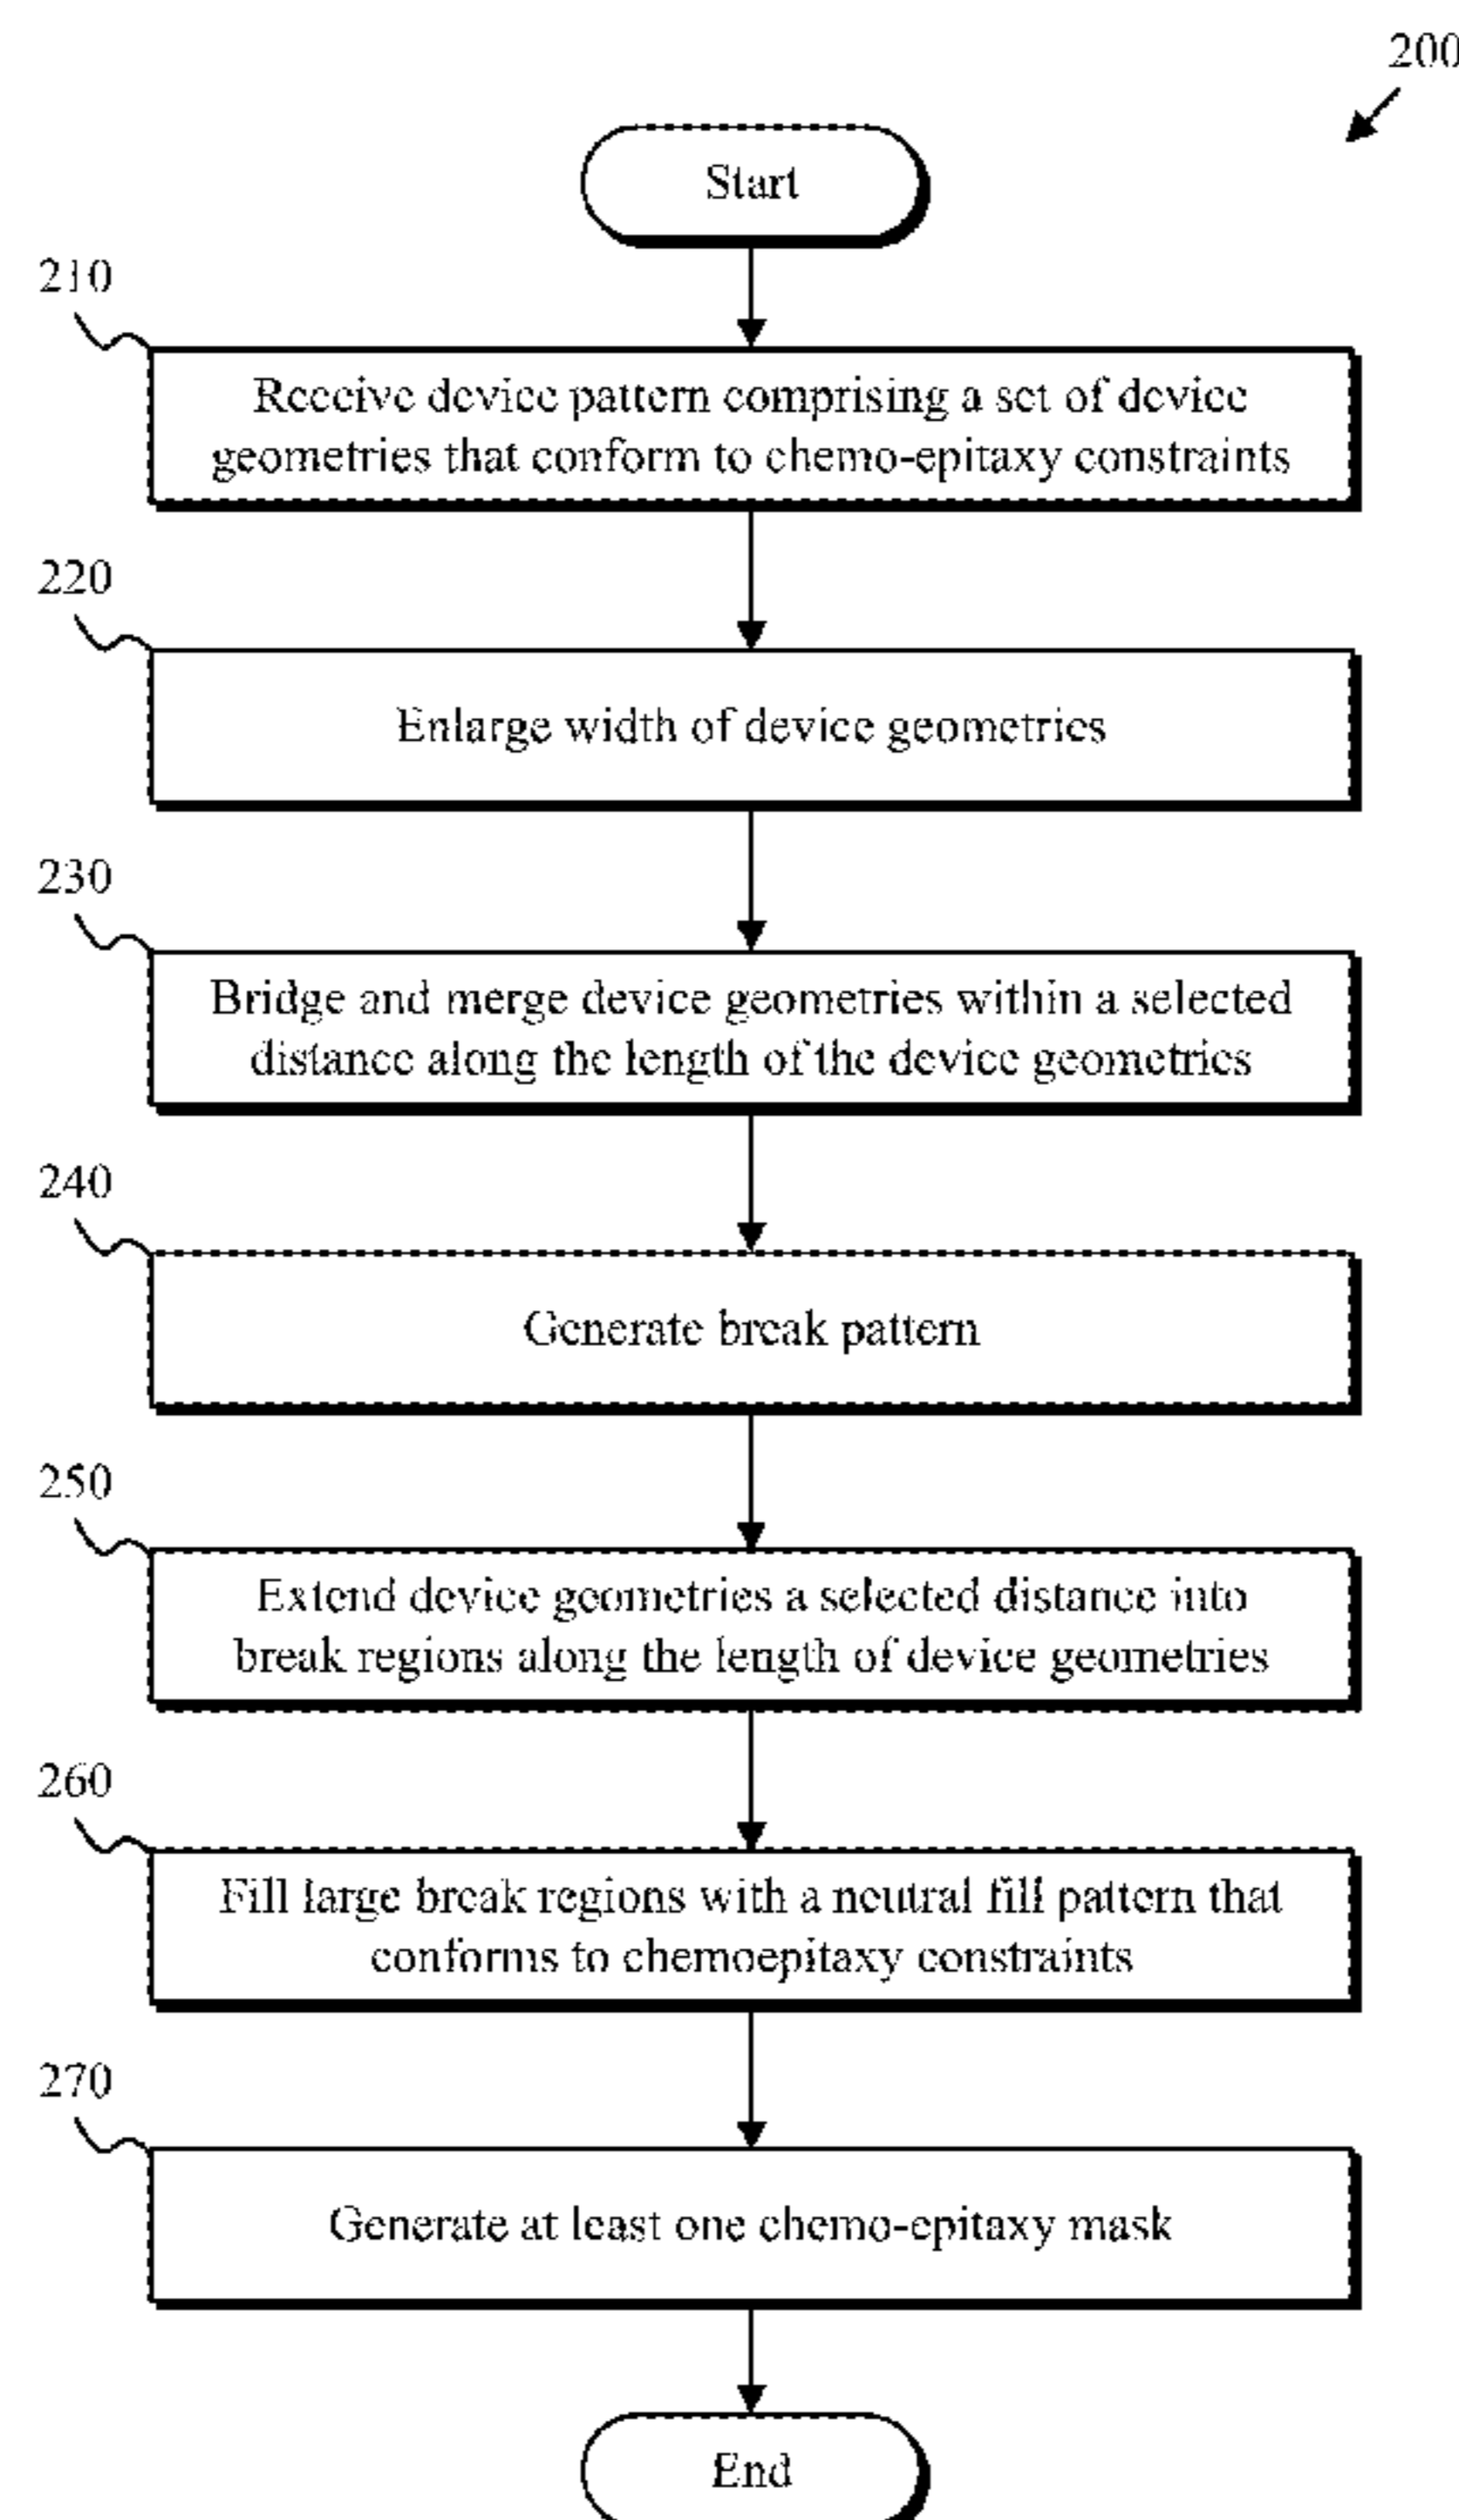 200
Start
210
Receive device pattern comprising a set of device
geometries that conform to chemo-epitaxy constraints
220
Enlarge width of device geometries
230
Bridge and merge device geometries within a selected
distance along the length of the device geometries
240
Generate break pattern
250
Extend device geometries a selected distance into
break regions along the length of device geometries
260
Fill large break regions with a neutral fill pattern that
conforms to chemoepitaxy constraints
270
Generate at least one chemo-epitaxy mask
End